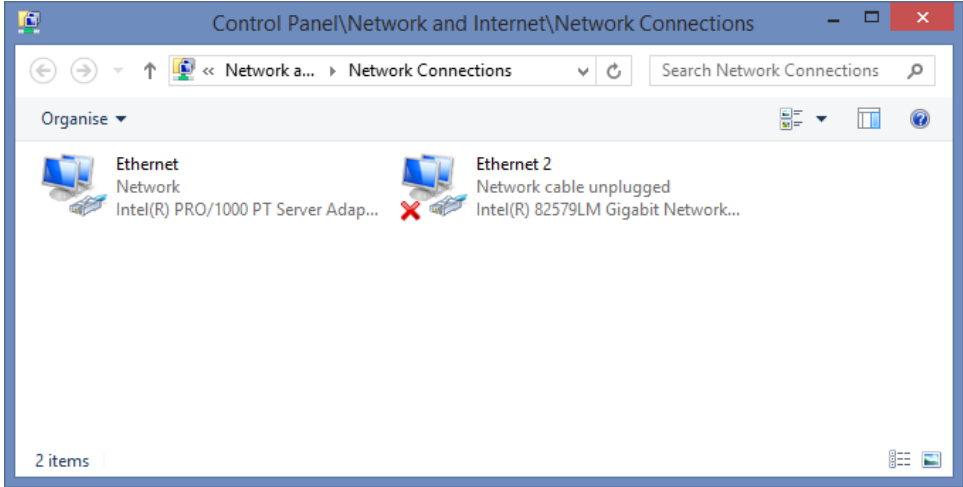 Control Panel\Network and Internet\Network Connections
« Network a... Network Connections
Search Network Connections
Organise
Ethernet
Network
Intel(R) PRO/1000 PT Server Adap...
Ethernet 2
Network cable unplugged
Intel(R) 82579LM Gigabit Network...
2 items